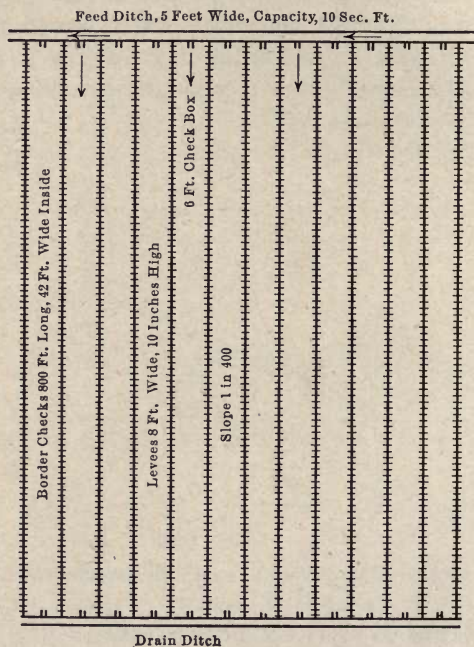 Feed Ditch, 5 Feet Wide, Capacity, 10 Sec. Ft.
Border Checks 800 Ft. Long, 42 Ft. Wide Inside
Levees 8 Ft. Wide, 10 Inches High
6 Ft. Check Box
Slope 1 in 400
Drain Ditch